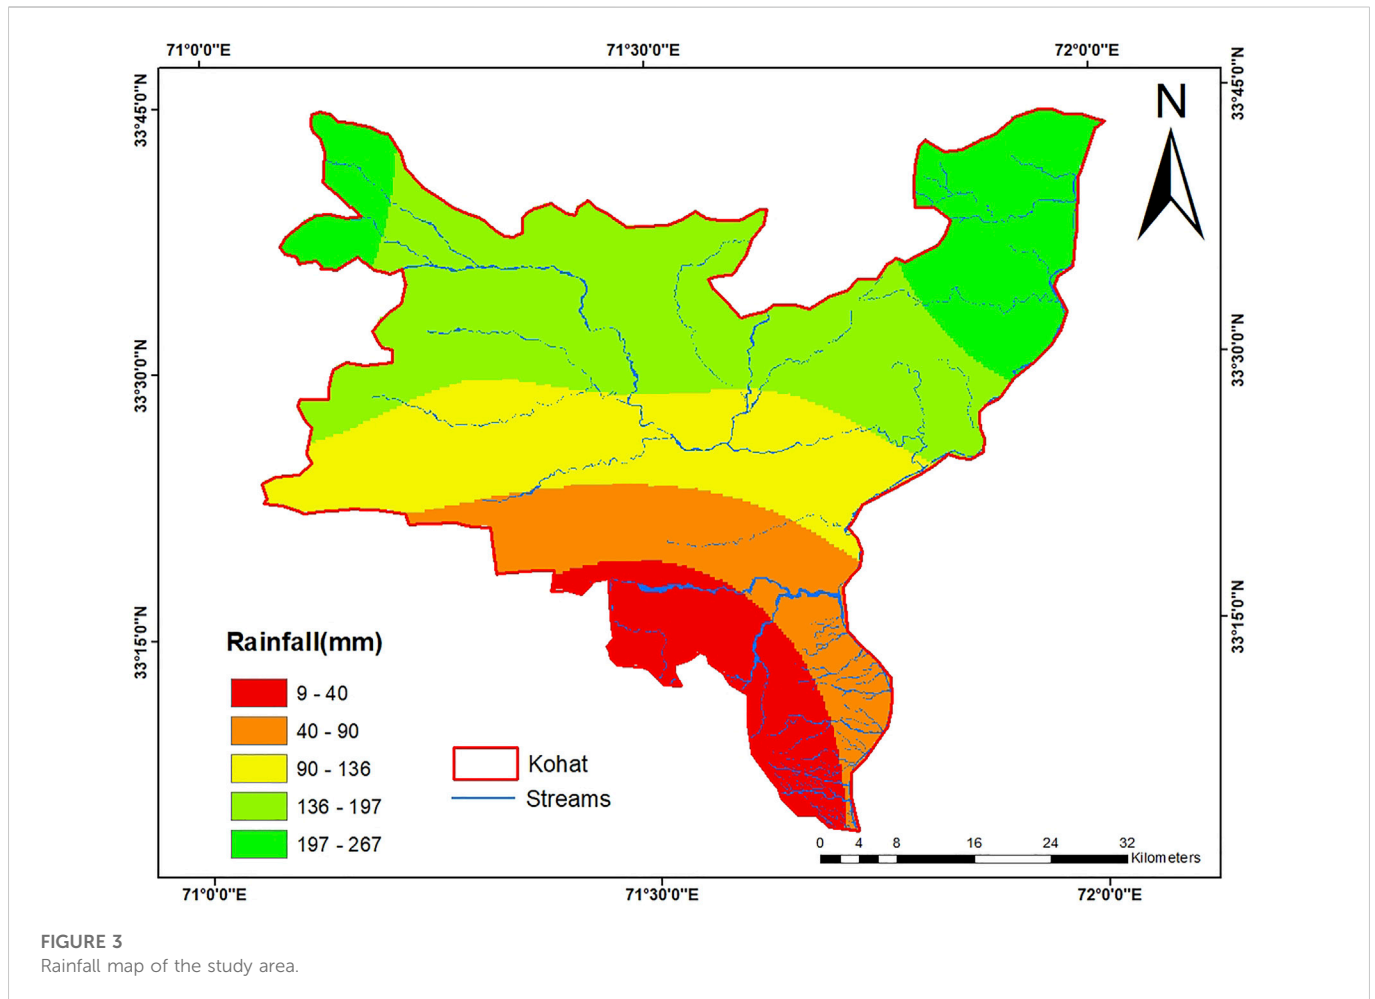 71°0'0"E 71°30'0"E 72°0'0"E
33°45'0"N
33°45'0"N
N
33°30'0"N
33°30'0"N
33°15'0"N
33°15'0"N
Rainfall(mm)
9 - 40
40 - 90
90 - 136
136 - 197
197 - 267
Kohat
Streams
0 4 8 16 24 32
Kilometers
71°0'0"E 71°30'0"E 72°0'0"E
FIGURE 3
Rainfall map of the study area.